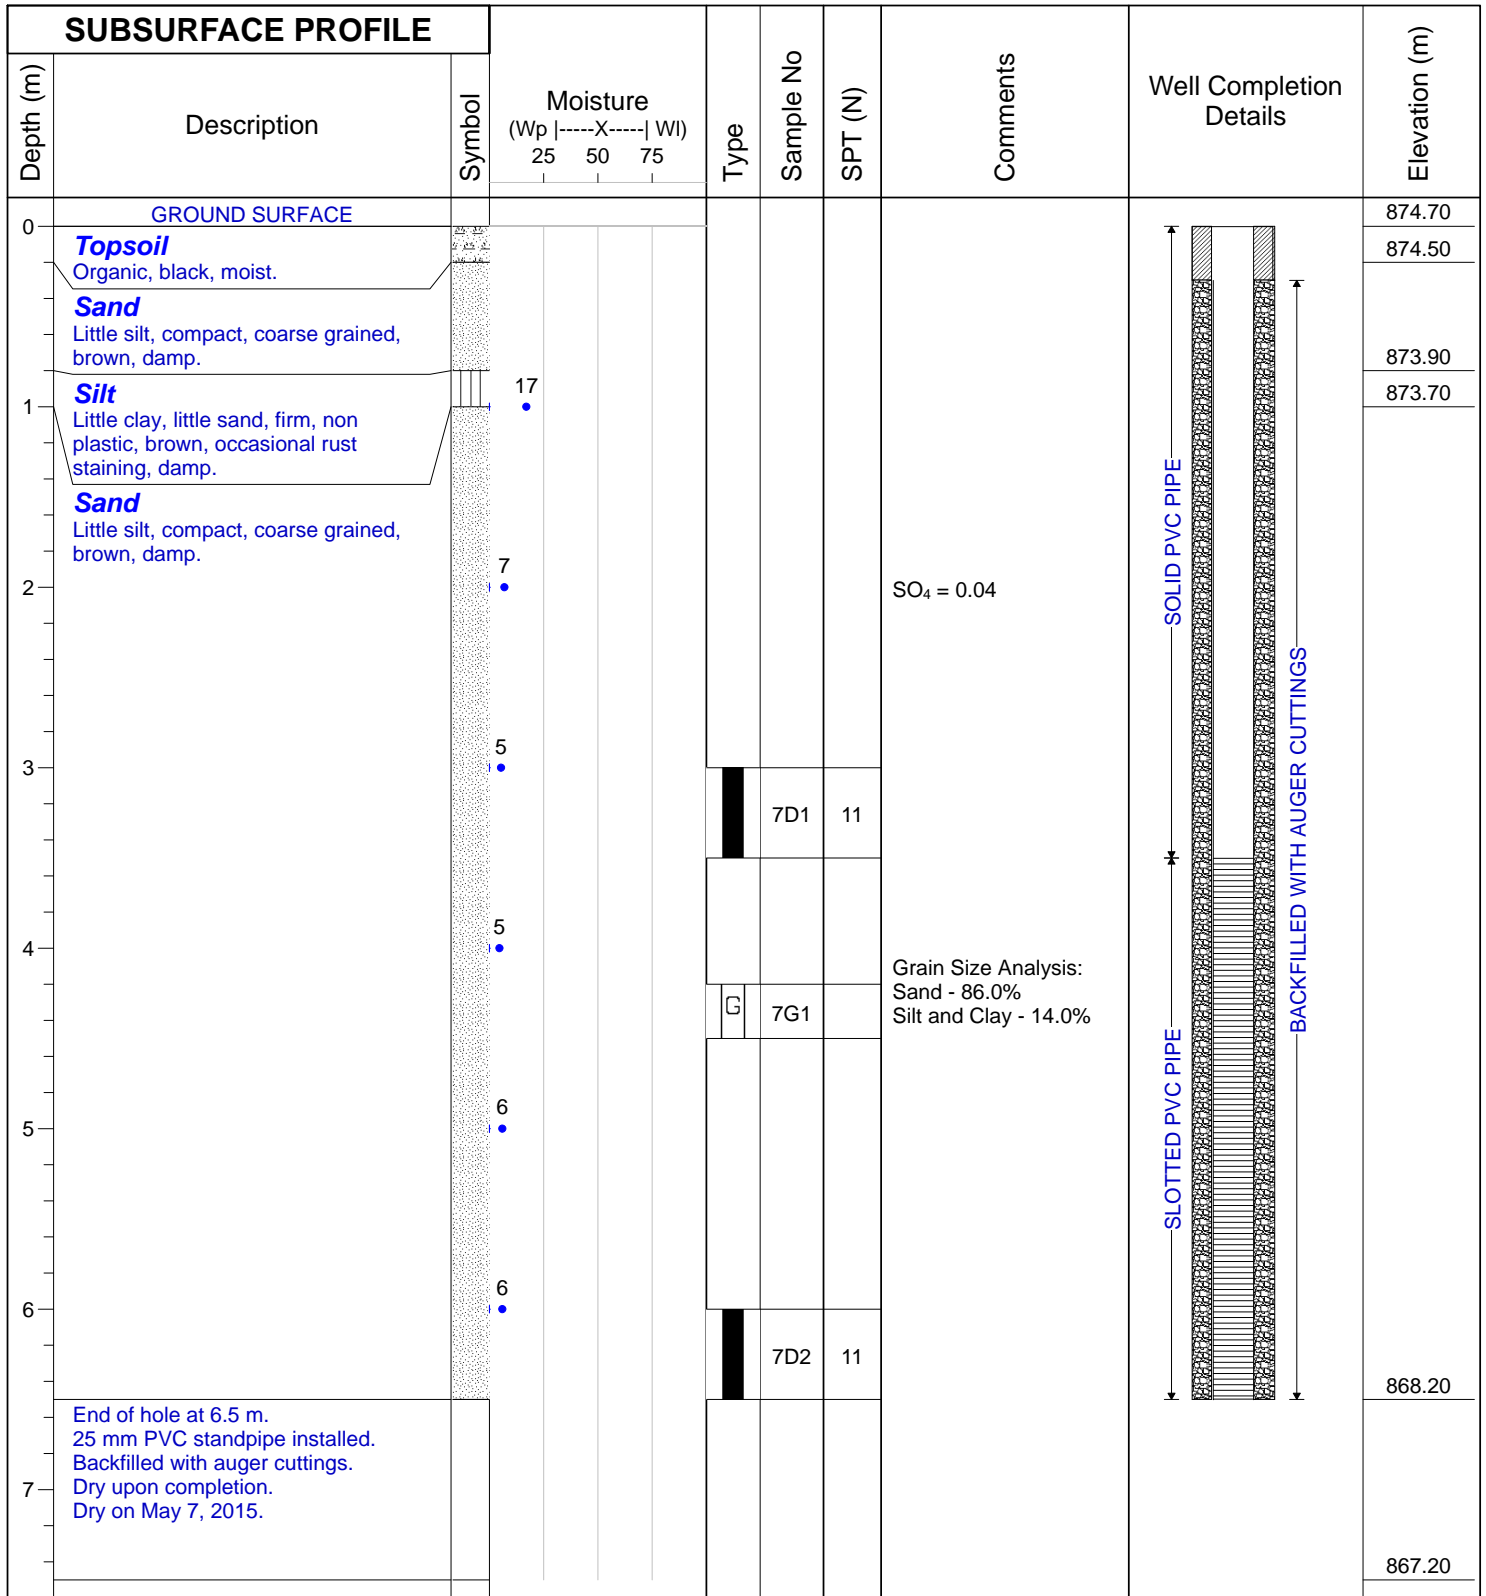 SUBSURFACE PROFILE
Depth (m)
Description
Symbol
Moisture
(Wp |-----X-----| Wl)
25 50 75
Type
Sample No
SPT (N)
Comments
Well Completion
Details
Elevation (m)
0
GROUND SURFACE
874.70
Topsoil
Organic, black, moist.
874.50
Sand
Little silt, compact, coarse grained,
brown, damp.
873.90
Silt
Little clay, little sand, firm, non
plastic, brown, occasional rust
staining, damp.
1
17
873.70
Sand
Little silt, compact, coarse grained,
brown, damp.
2
7
SO₄ = 0.04
SOLID PVC PIPE
BACKFILLED WITH AUGER CUTTINGS
3
5
7D1
11
4
5
G
7G1
Grain Size Analysis:
Sand - 86.0%
Silt and Clay - 14.0%
SLOTTED PVC PIPE
5
6
6
6
7D2
11
868.20
End of hole at 6.5 m.
25 mm PVC standpipe installed.
Backfilled with auger cuttings.
Dry upon completion.
Dry on May 7, 2015.
7
867.20